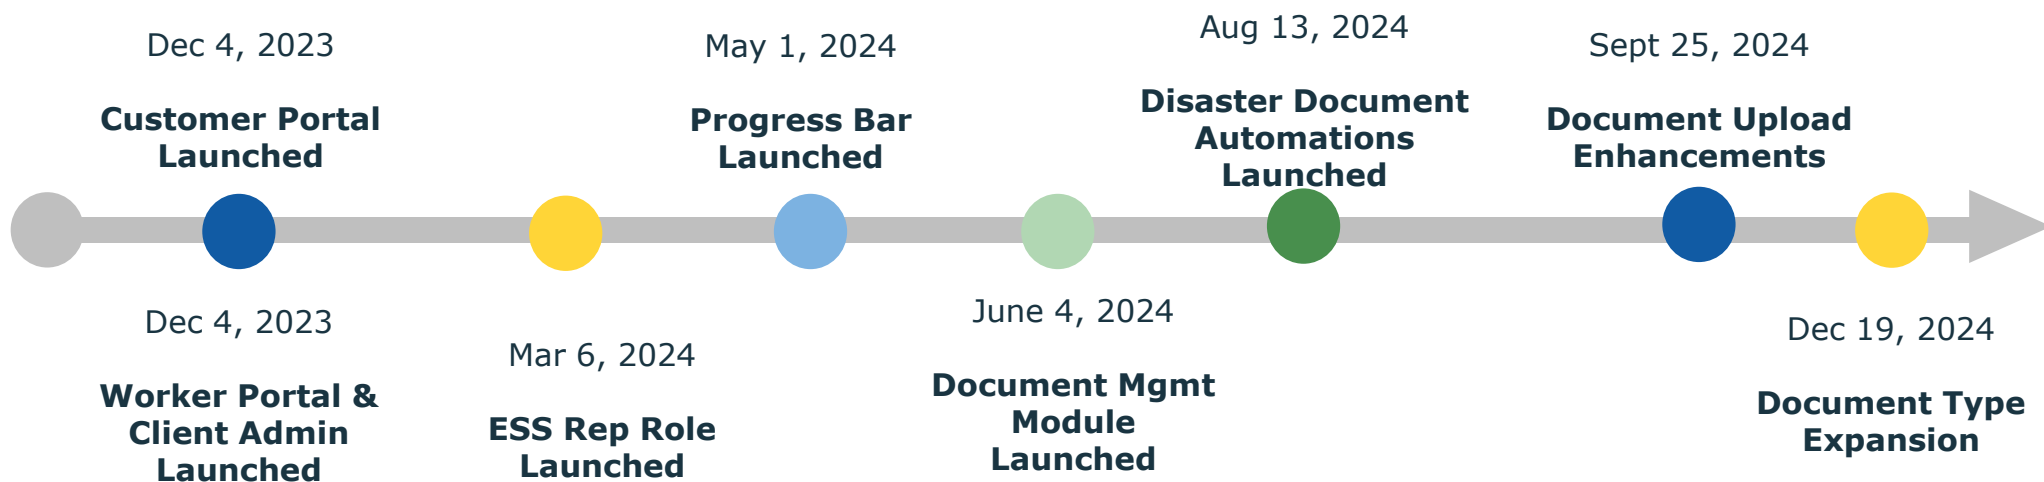 Dec 4, 2023
Customer Portal
Launched
Dec 4, 2023
Worker Portal &
Client Admin
Launched
Mar 6, 2024
ESS Rep Role
Launched
May 1, 2024
Progress Bar
Launched
June 4, 2024
Document Mgmt
Module
Launched
Aug 13, 2024
Disaster Document
Automations
Launched
Sept 25, 2024
Document Upload
Enhancements
Dec 19, 2024
Document Type
Expansion